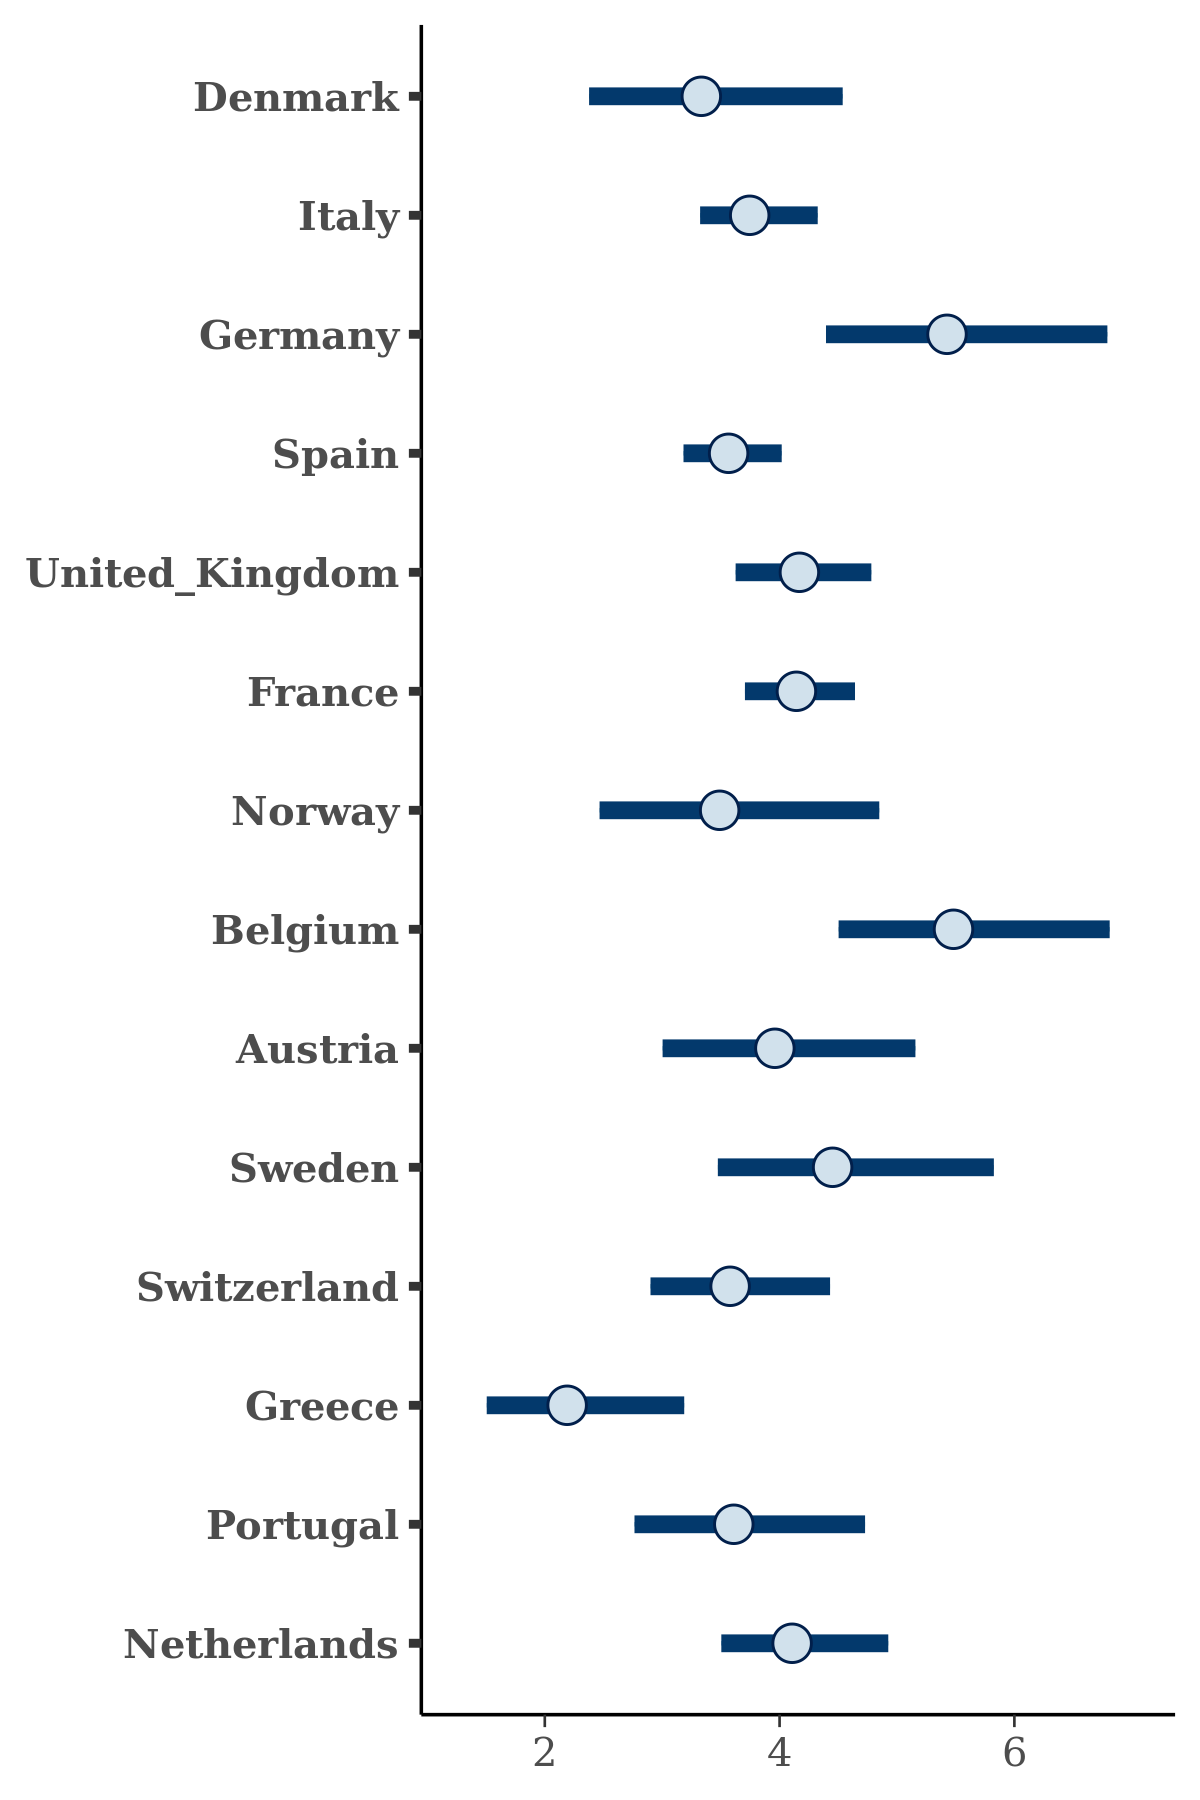 Denmark
Italy
Germany
Spain
United_Kingdom
France
Norway
Belgium
Austria
Sweden
Switzerland
Greece
Portugal
Netherlands
2 4 6